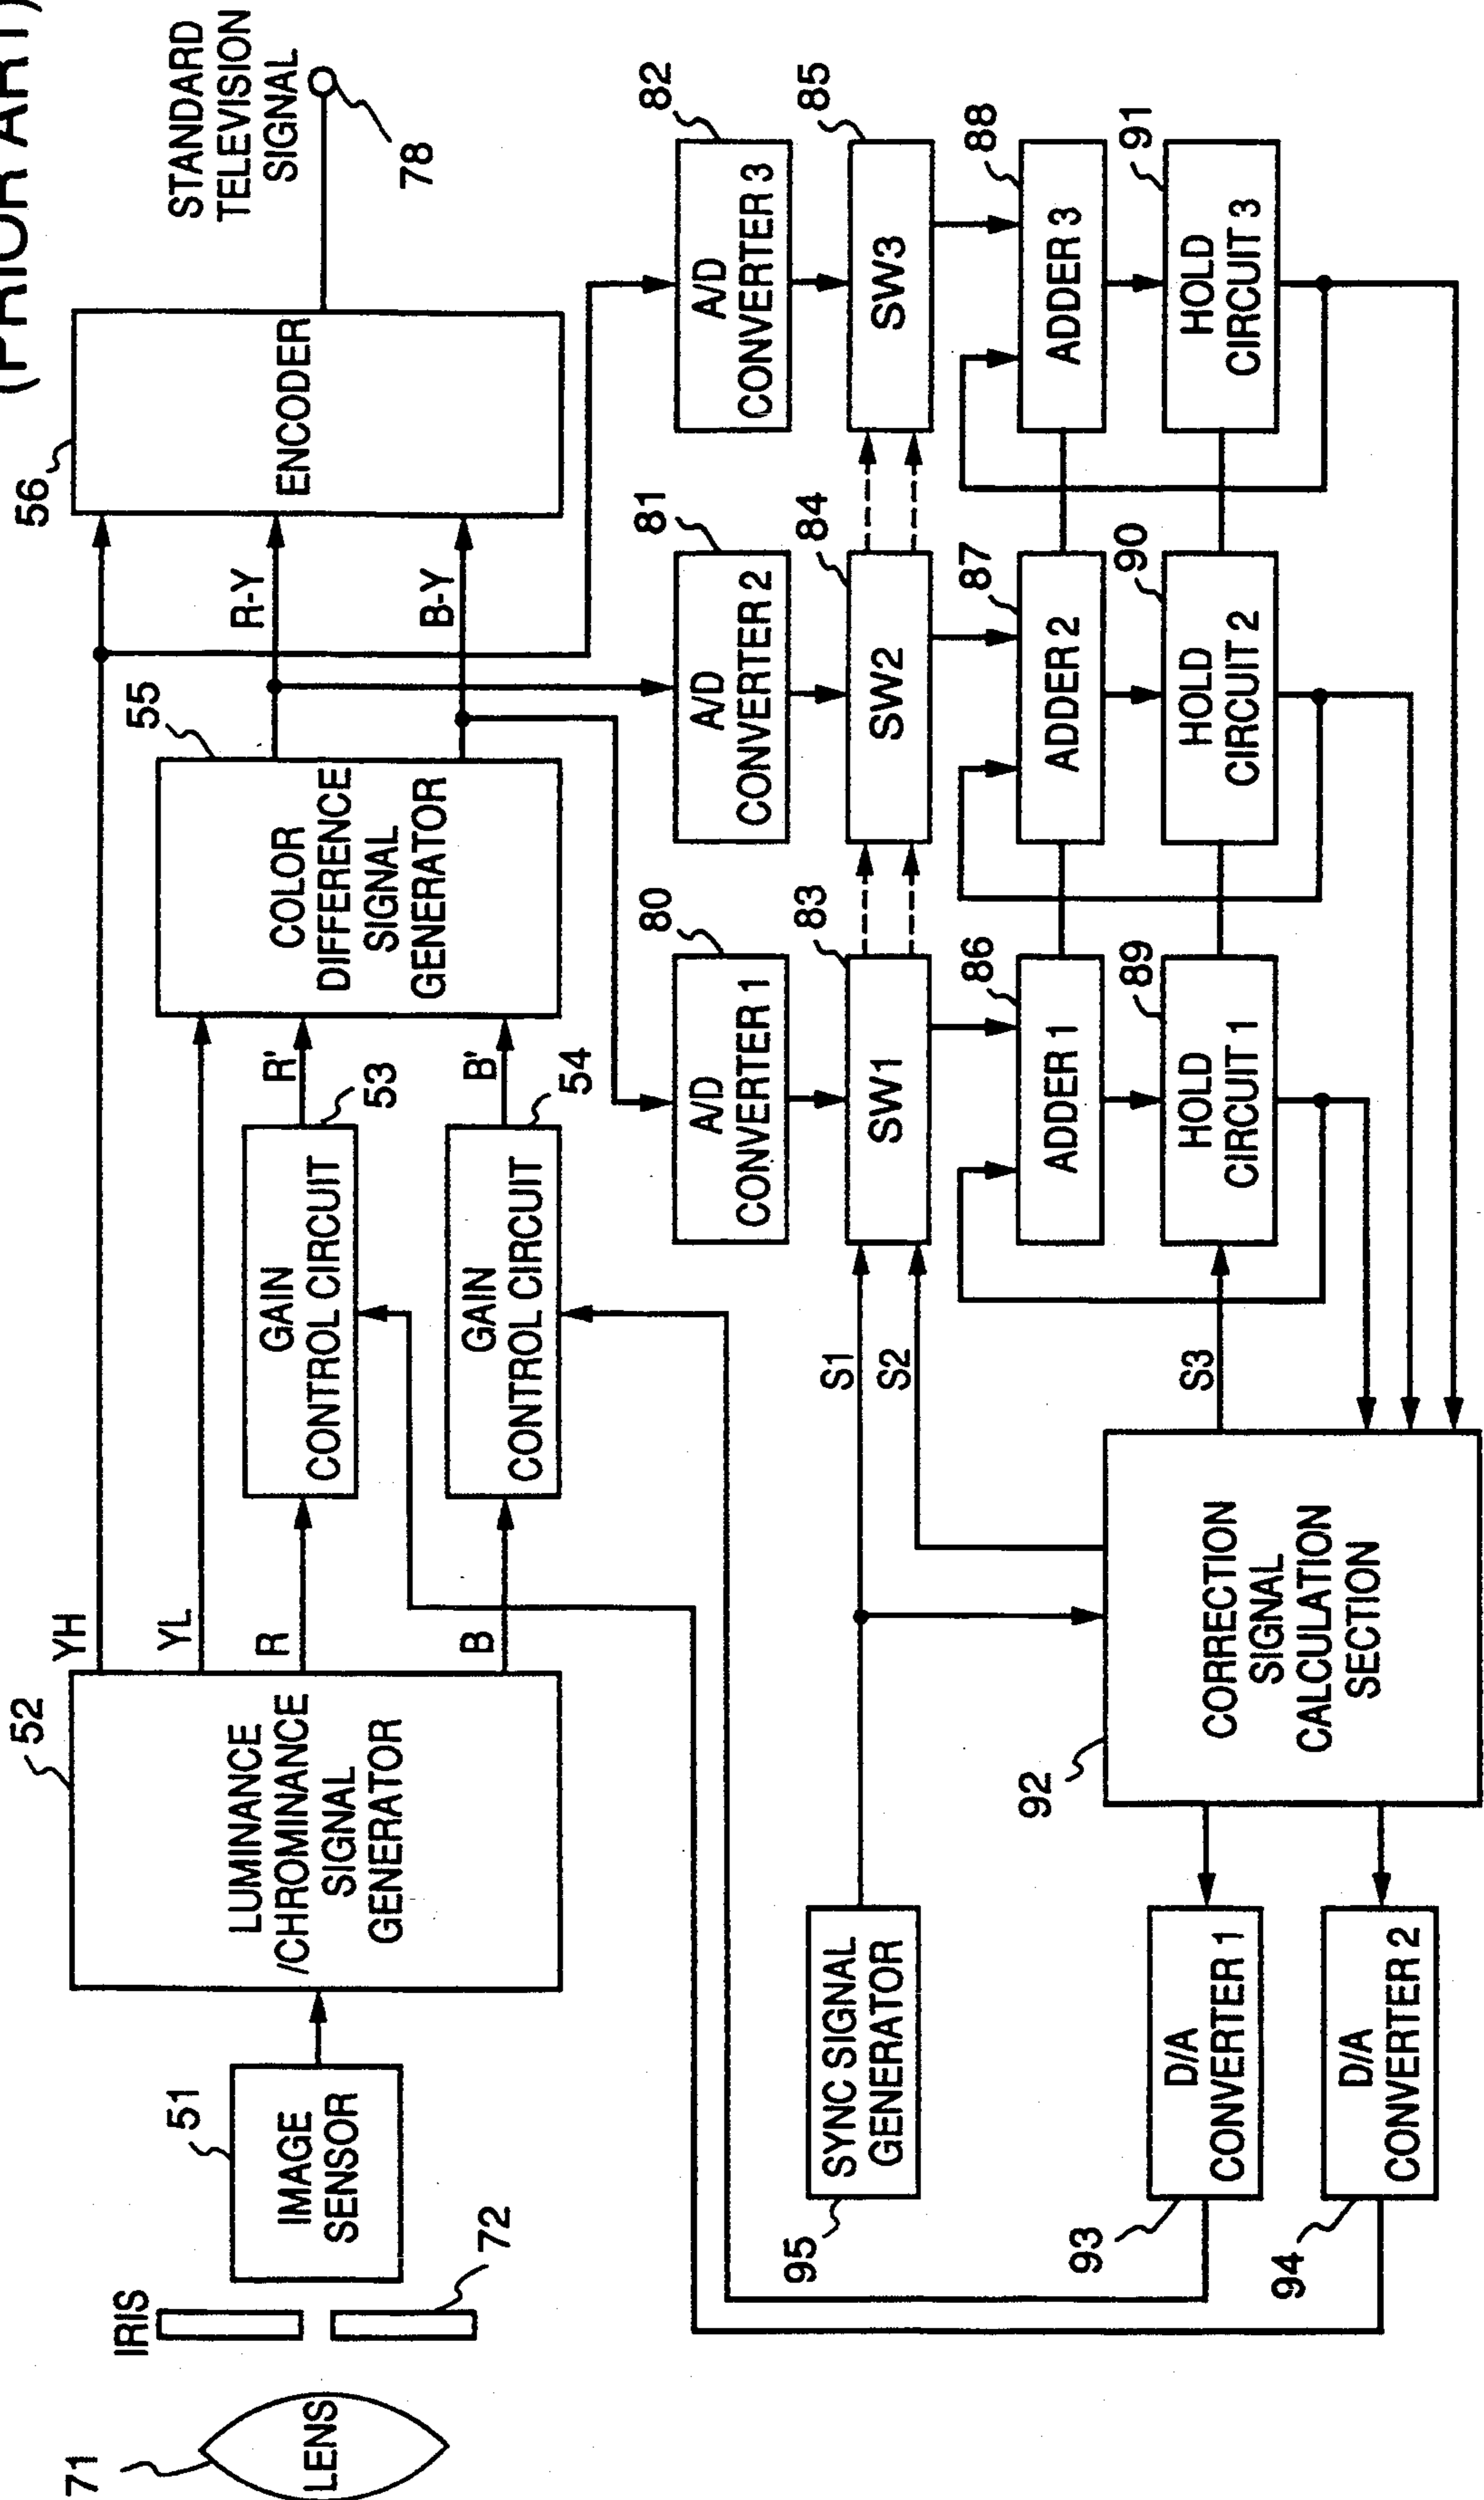 (PRIOR ART)
STANDARD
TELEVISION
SIGNAL
78
56
ENCODER
R-Y
B-Y
55
COLOR
DIFFERENCE
SIGNAL
GENERATOR
R'
53
B'
54
GAIN
CONTROL CIRCUIT
GAIN
CONTROL CIRCUIT
YH
YL
R
B
52
LUMINANCE
/CHROMINANCE
SIGNAL
GENERATOR
51
IMAGE
SENSOR
IRIS
72
71
LENS
82
A/D
CONVERTER 3
85
SW3
88
ADDER 3
91
HOLD
CIRCUIT 3
81
A/D
CONVERTER 2
84
SW2
87
ADDER 2
90
HOLD
CIRCUIT 2
80
A/D
CONVERTER 1
83
SW1
86
ADDER 1
89
HOLD
CIRCUIT 1
S1
S2
S3
92
CORRECTION
SIGNAL
CALCULATION
SECTION
95
SYNC SIGNAL
GENERATOR
93
D/A
CONVERTER 1
94
D/A
CONVERTER 2